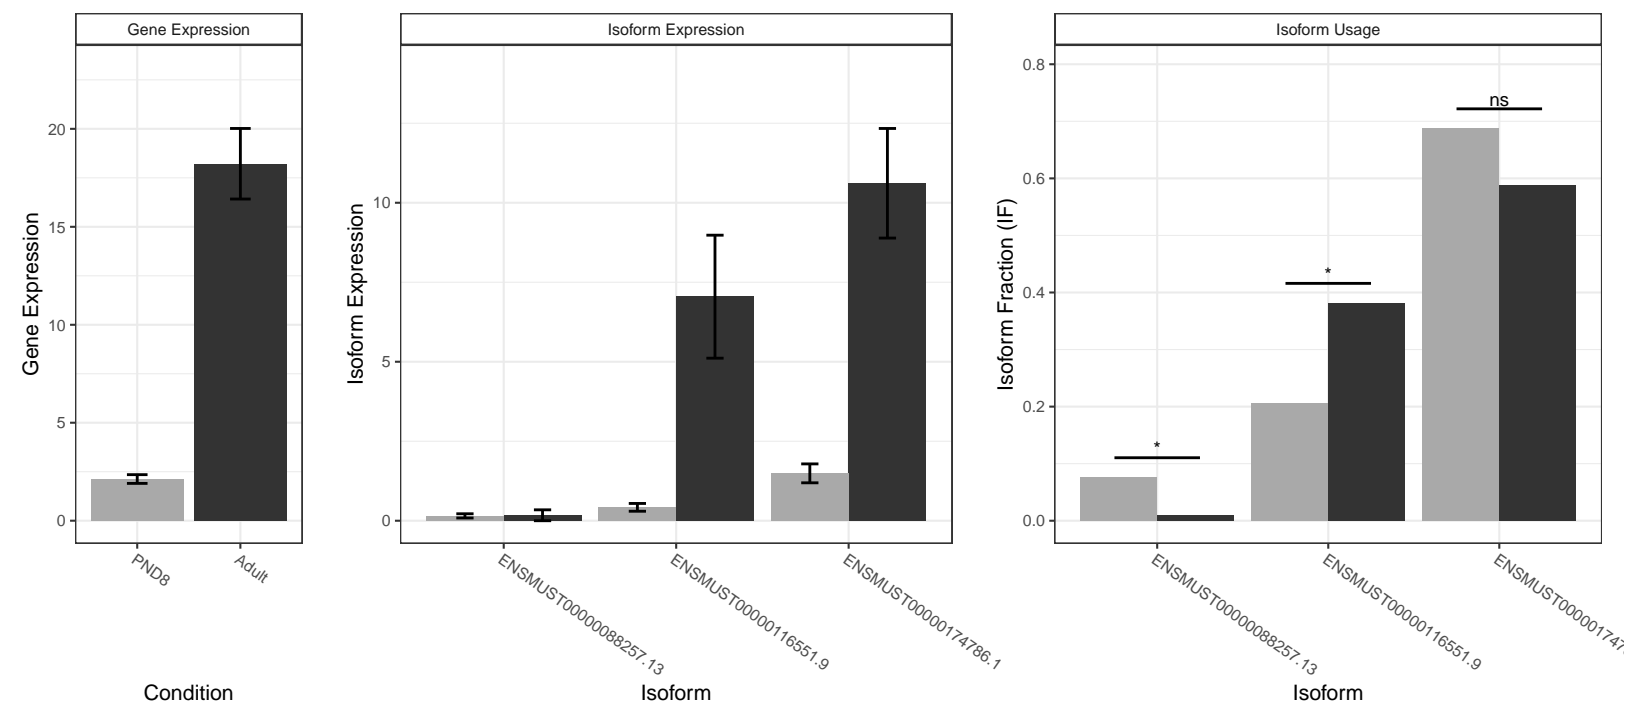 Gene Expression
Isoform Expression
Isoform Usage
Gene Expression
20
15
10
5
0
PND8
Adult
Condition
Isoform Expression
10
5
0
ENSMUST00000088257.13
ENSMUST00000116551.9
ENSMUST00000174786.1
Isoform
Isoform Fraction (IF)
0.8
0.6
0.4
0.2
0.0
*
*
ns
ENSMUST00000088257.13
ENSMUST00000116551.9
ENSMUST00000174
Isoform